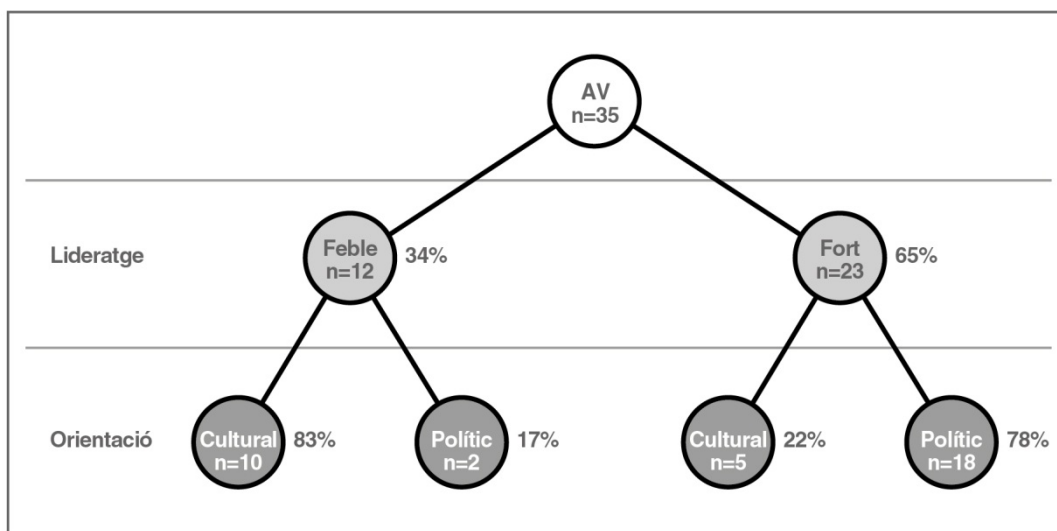 AV
n=35
Lideratge
Feble
n=12
34%
Fort
n=23
65%
Orientació
Cultural
n=10
83%
Polític
n=2
17%
Cultural
n=5
22%
Polític
n=18
78%